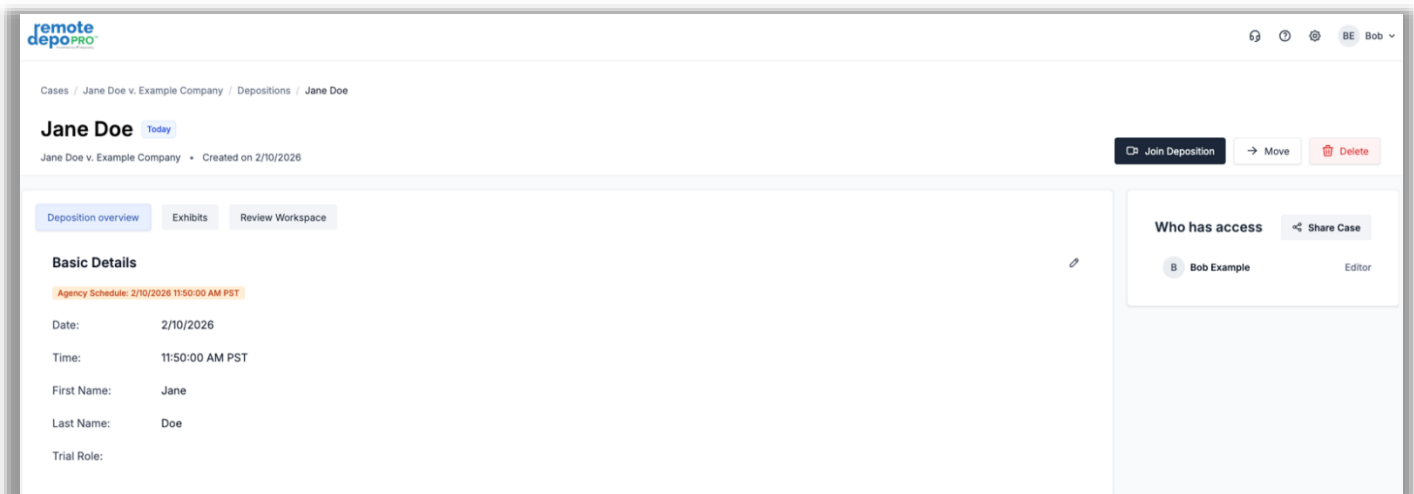 remote
depoPRO™
BE Bob
Cases / Jane Doe v. Example Company / Depositions / Jane Doe
Jane Doe Today
Jane Doe v. Example Company • Created on 2/10/2026
Join Deposition Move Delete
Deposition overview Exhibits Review Workspace
Basic Details
Agency Schedule: 2/10/2026 11:50:00 AM PST
Date: 2/10/2026
Time: 11:50:00 AM PST
First Name: Jane
Last Name: Doe
Trial Role:
Who has access Share Case
B Bob Example Editor